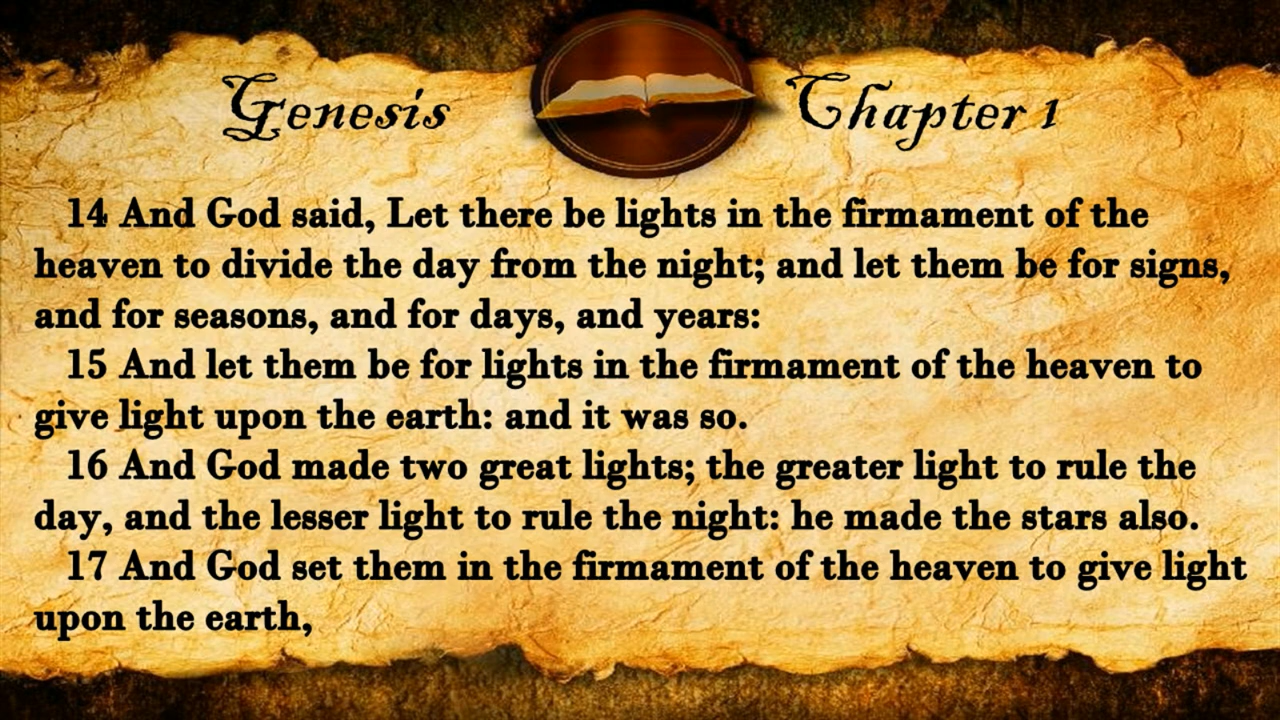 Genesis Chapter 1
14 And God said, Let there be lights in the firmament of the
heaven to divide the day from the night; and let them be for signs,
and for seasons, and for days, and years:
15 And let them be for lights in the firmament of the heaven to
give light upon the earth: and it was so.
16 And God made two great lights; the greater light to rule the
day, and the lesser light to rule the night: he made the stars also.
17 And God set them in the firmament of the heaven to give light
upon the earth,